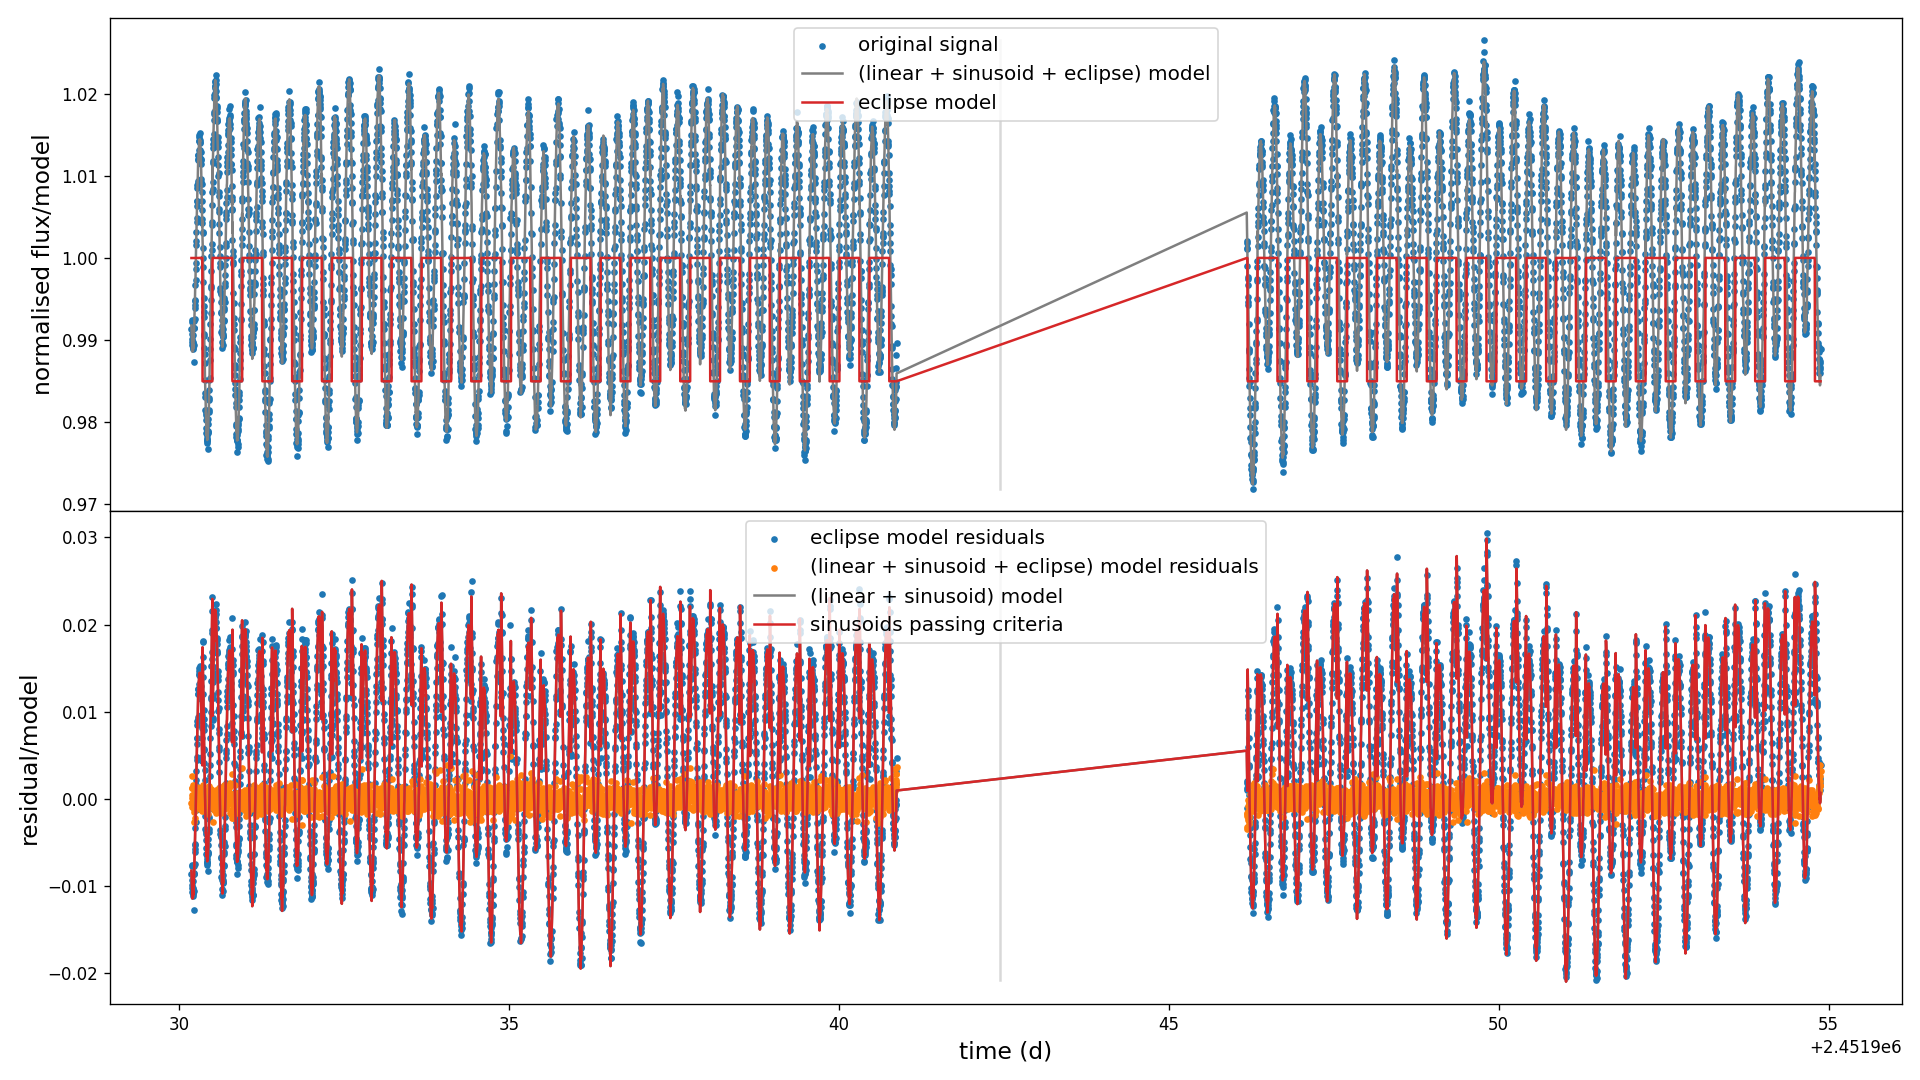 original signal
(linear + sinusoid + eclipse) model
eclipse model
1.02
1.01
1.00
0.99
0.98
0.97
normalised flux/model
eclipse model residuals
(linear + sinusoid + eclipse) model residuals
(linear + sinusoid) model
sinusoids passing criteria
0.03
0.02
0.01
0.00
−0.01
−0.02
residual/model
30
35
40
45
50
55
time (d)
+2.4519e6